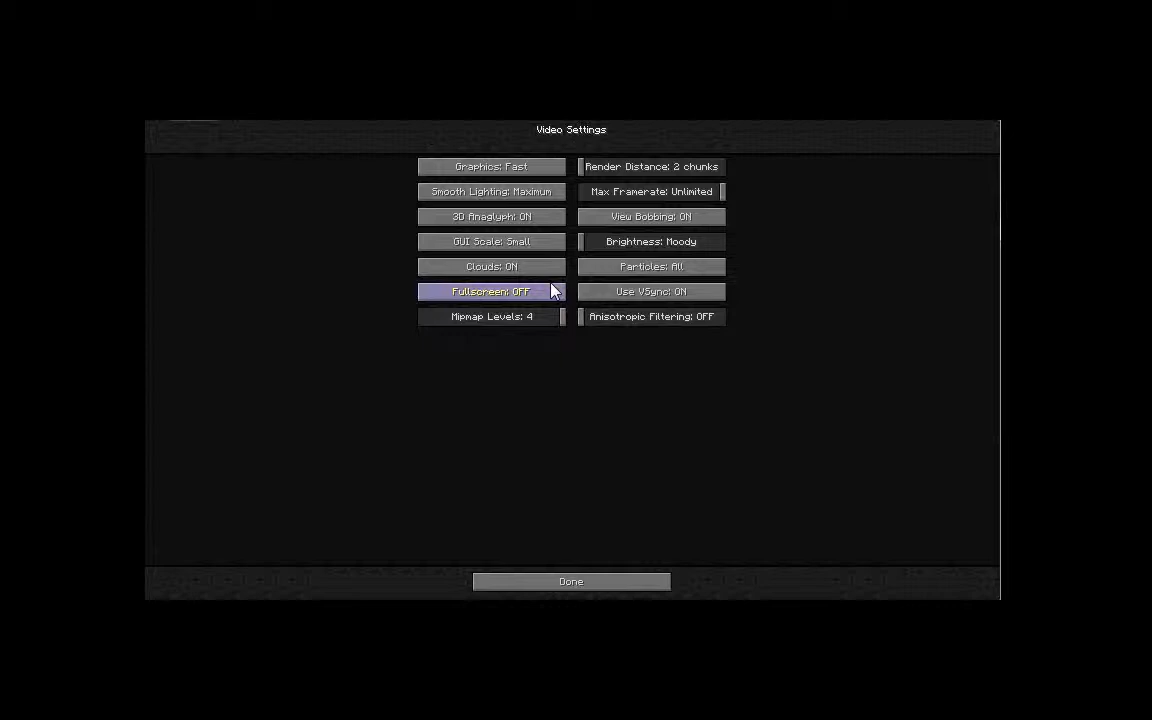 Video Settings
Graphics: Fast
Render Distance: 2 chunks
Smooth Lighting: Maximum
Max Framerate: Unlimited
3D Anaglyph: ON
View Bobbing: ON
GUI Scale: Small
Brightness: Moody
Clouds: ON
Particles: All
Fullscreen: OFF
Use VSync: ON
Mipmap Levels: 4
Anisotropic Filtering: OFF
Done